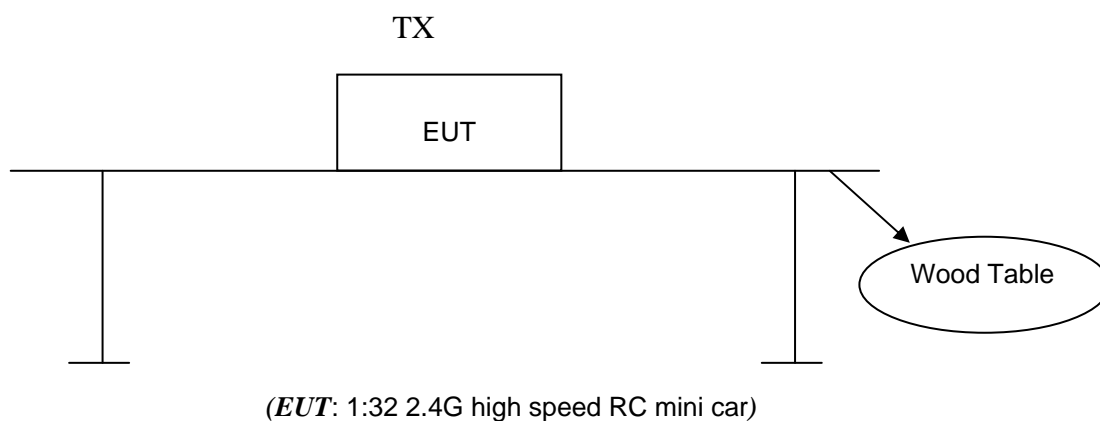 TX
EUT
Wood Table
(EUT: 1:32 2.4G high speed RC mini car)